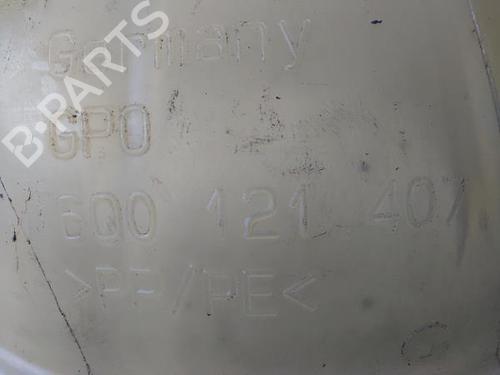 Germany
GPO
6Q0 121 407
>PP/PE<
B-PARTS